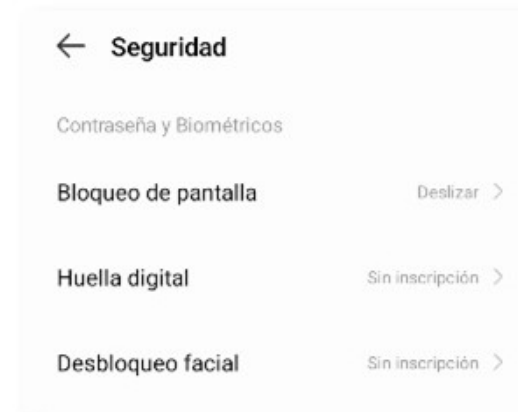 Seguridad
Contraseña y Biométricos
Bloqueo de pantalla Deslizar
Huella digital Sin inscripción
Desbloqueo facial Sin inscripción